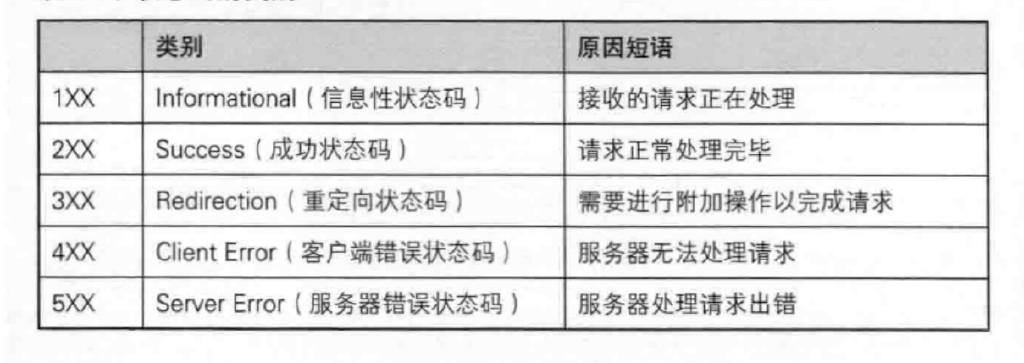 类别 原因短语
1XX Informational（信息性状态码） 接收的请求正在处理
2XX Success（成功状态码） 请求正常处理完毕
3XX Redirection（重定向状态码） 需要进行附加操作以完成请求
4XX Client Error（客户端错误状态码） 服务器无法处理请求
5XX Server Error（服务器错误状态码） 服务器处理请求出错